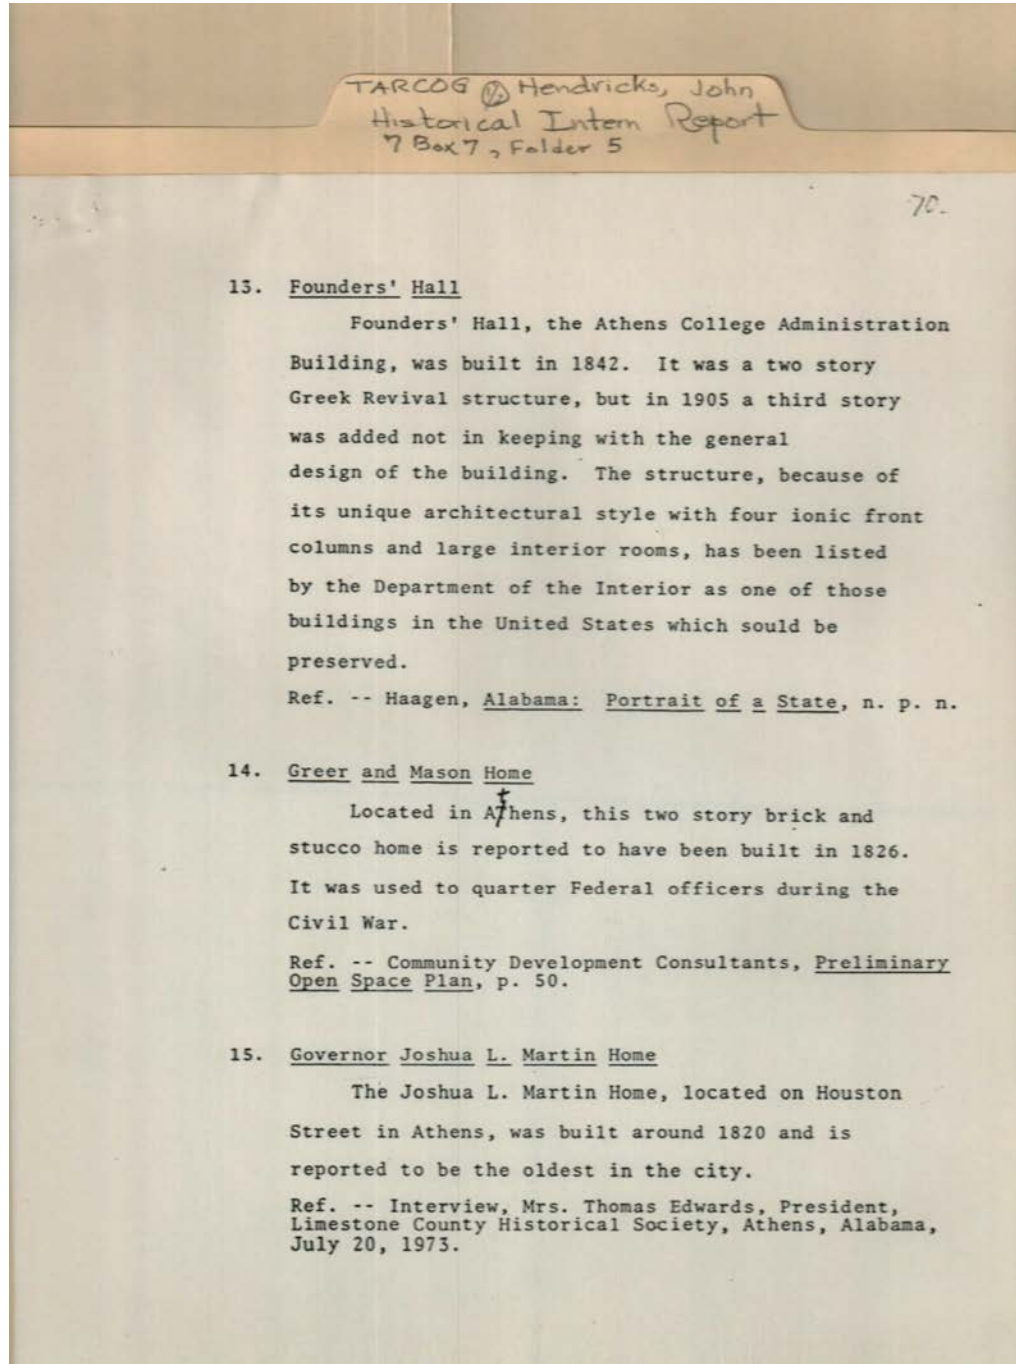 TARCOG Hendricks, John
Historical Intern Report
7 Box 7, Folder 5
70.
13. Founders' Hall
Founders' Hall, the Athens College Administration
Building, was built in 1842. It was a two story
Greek Revival structure, but in 1905 a third story
was added not in keeping with the general
design of the building. The structure, because of
its unique architectural style with four ionic front
columns and large interior rooms, has been listed
by the Department of the Interior as one of those
buildings in the United States which sould be
preserved.
Ref. -- Haagen, Alabama: Portrait of a State, n. p. n.
14. Greer and Mason Home
Located in Athens, this two story brick and
stucco home is reported to have been built in 1826.
It was used to quarter Federal officers during the
Civil War.
Ref. -- Community Development Consultants, Preliminary
Open Space Plan, p. 50.
15. Governor Joshua L. Martin Home
The Joshua L. Martin Home, located on Houston
Street in Athens, was built around 1820 and is
reported to be the oldest in the city.
Ref. -- Interview, Mrs. Thomas Edwards, President,
Limestone County Historical Society, Athens, Alabama,
July 20, 1973.